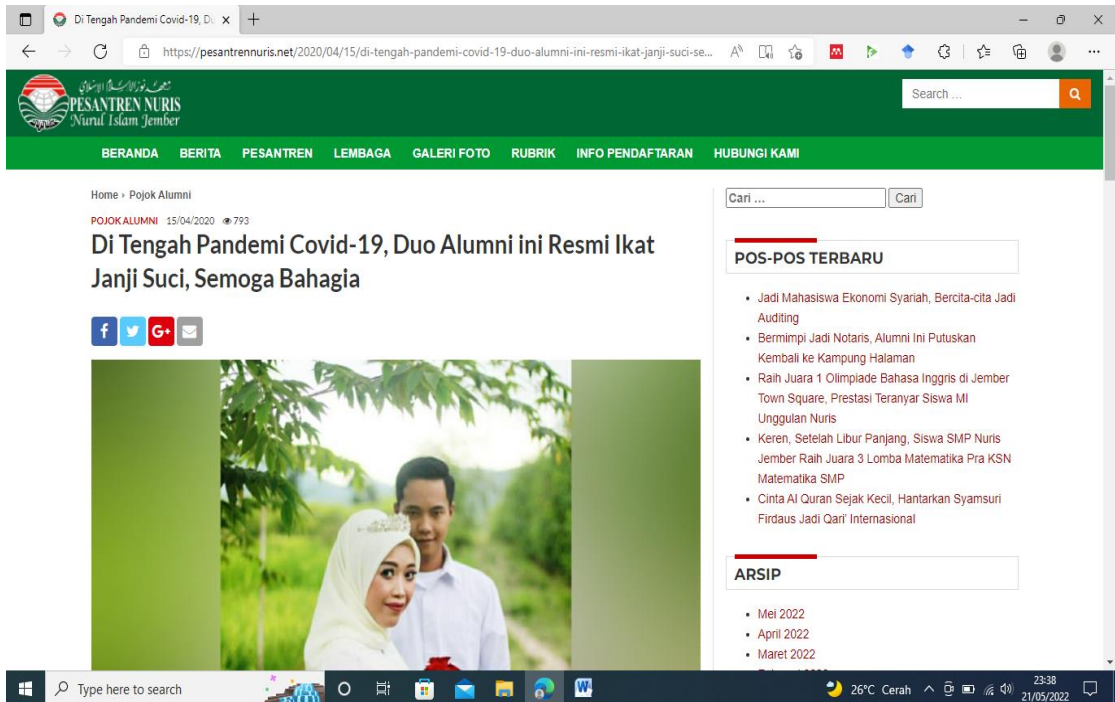 Di Tengah Pandemi Covid-19, Du
https://pesantrennuris.net/2020/04/15/di-tengah-pandemi-covid-19-duo-alumni-ini-resmi-ikat-janji-suci-se...
PESANTREN NURIS
Nurul Islam Jember
Search ...
BERANDA BERITA PESANTREN LEMBAGA GALERI FOTO RUBRIK INFO PENDAFTARAN HUBUNGI KAMI
Home › Pojok Alumni
POJOK ALUMNI 15/04/2020 793
Di Tengah Pandemi Covid-19, Duo Alumni ini Resmi Ikat
Janji Suci, Semoga Bahagia
f G+
Cari ... Cari
POS-POS TERBARU
• Jadi Mahasiswa Ekonomi Syariah, Bercita-cita Jadi
Auditing
• Bermimpi Jadi Notaris, Alumni Ini Putuskan
Kembali ke Kampung Halaman
• Raih Juara 1 Olimpiade Bahasa Inggris di Jember
Town Square, Prestasi Teranyar Siswa MI
Unggulan Nuris
• Keren, Setelah Libur Panjang, Siswa SMP Nuris
Jember Raih Juara 3 Lomba Matematika Pra KSN
Matematika SMP
• Cinta Al Quran Sejak Kecil, Hantarkan Syamsuri
Firdaus Jadi Qari' Internasional
ARSIP
• Mei 2022
• April 2022
• Maret 2022
Type here to search
26°C Cerah
23:38
21/05/2022